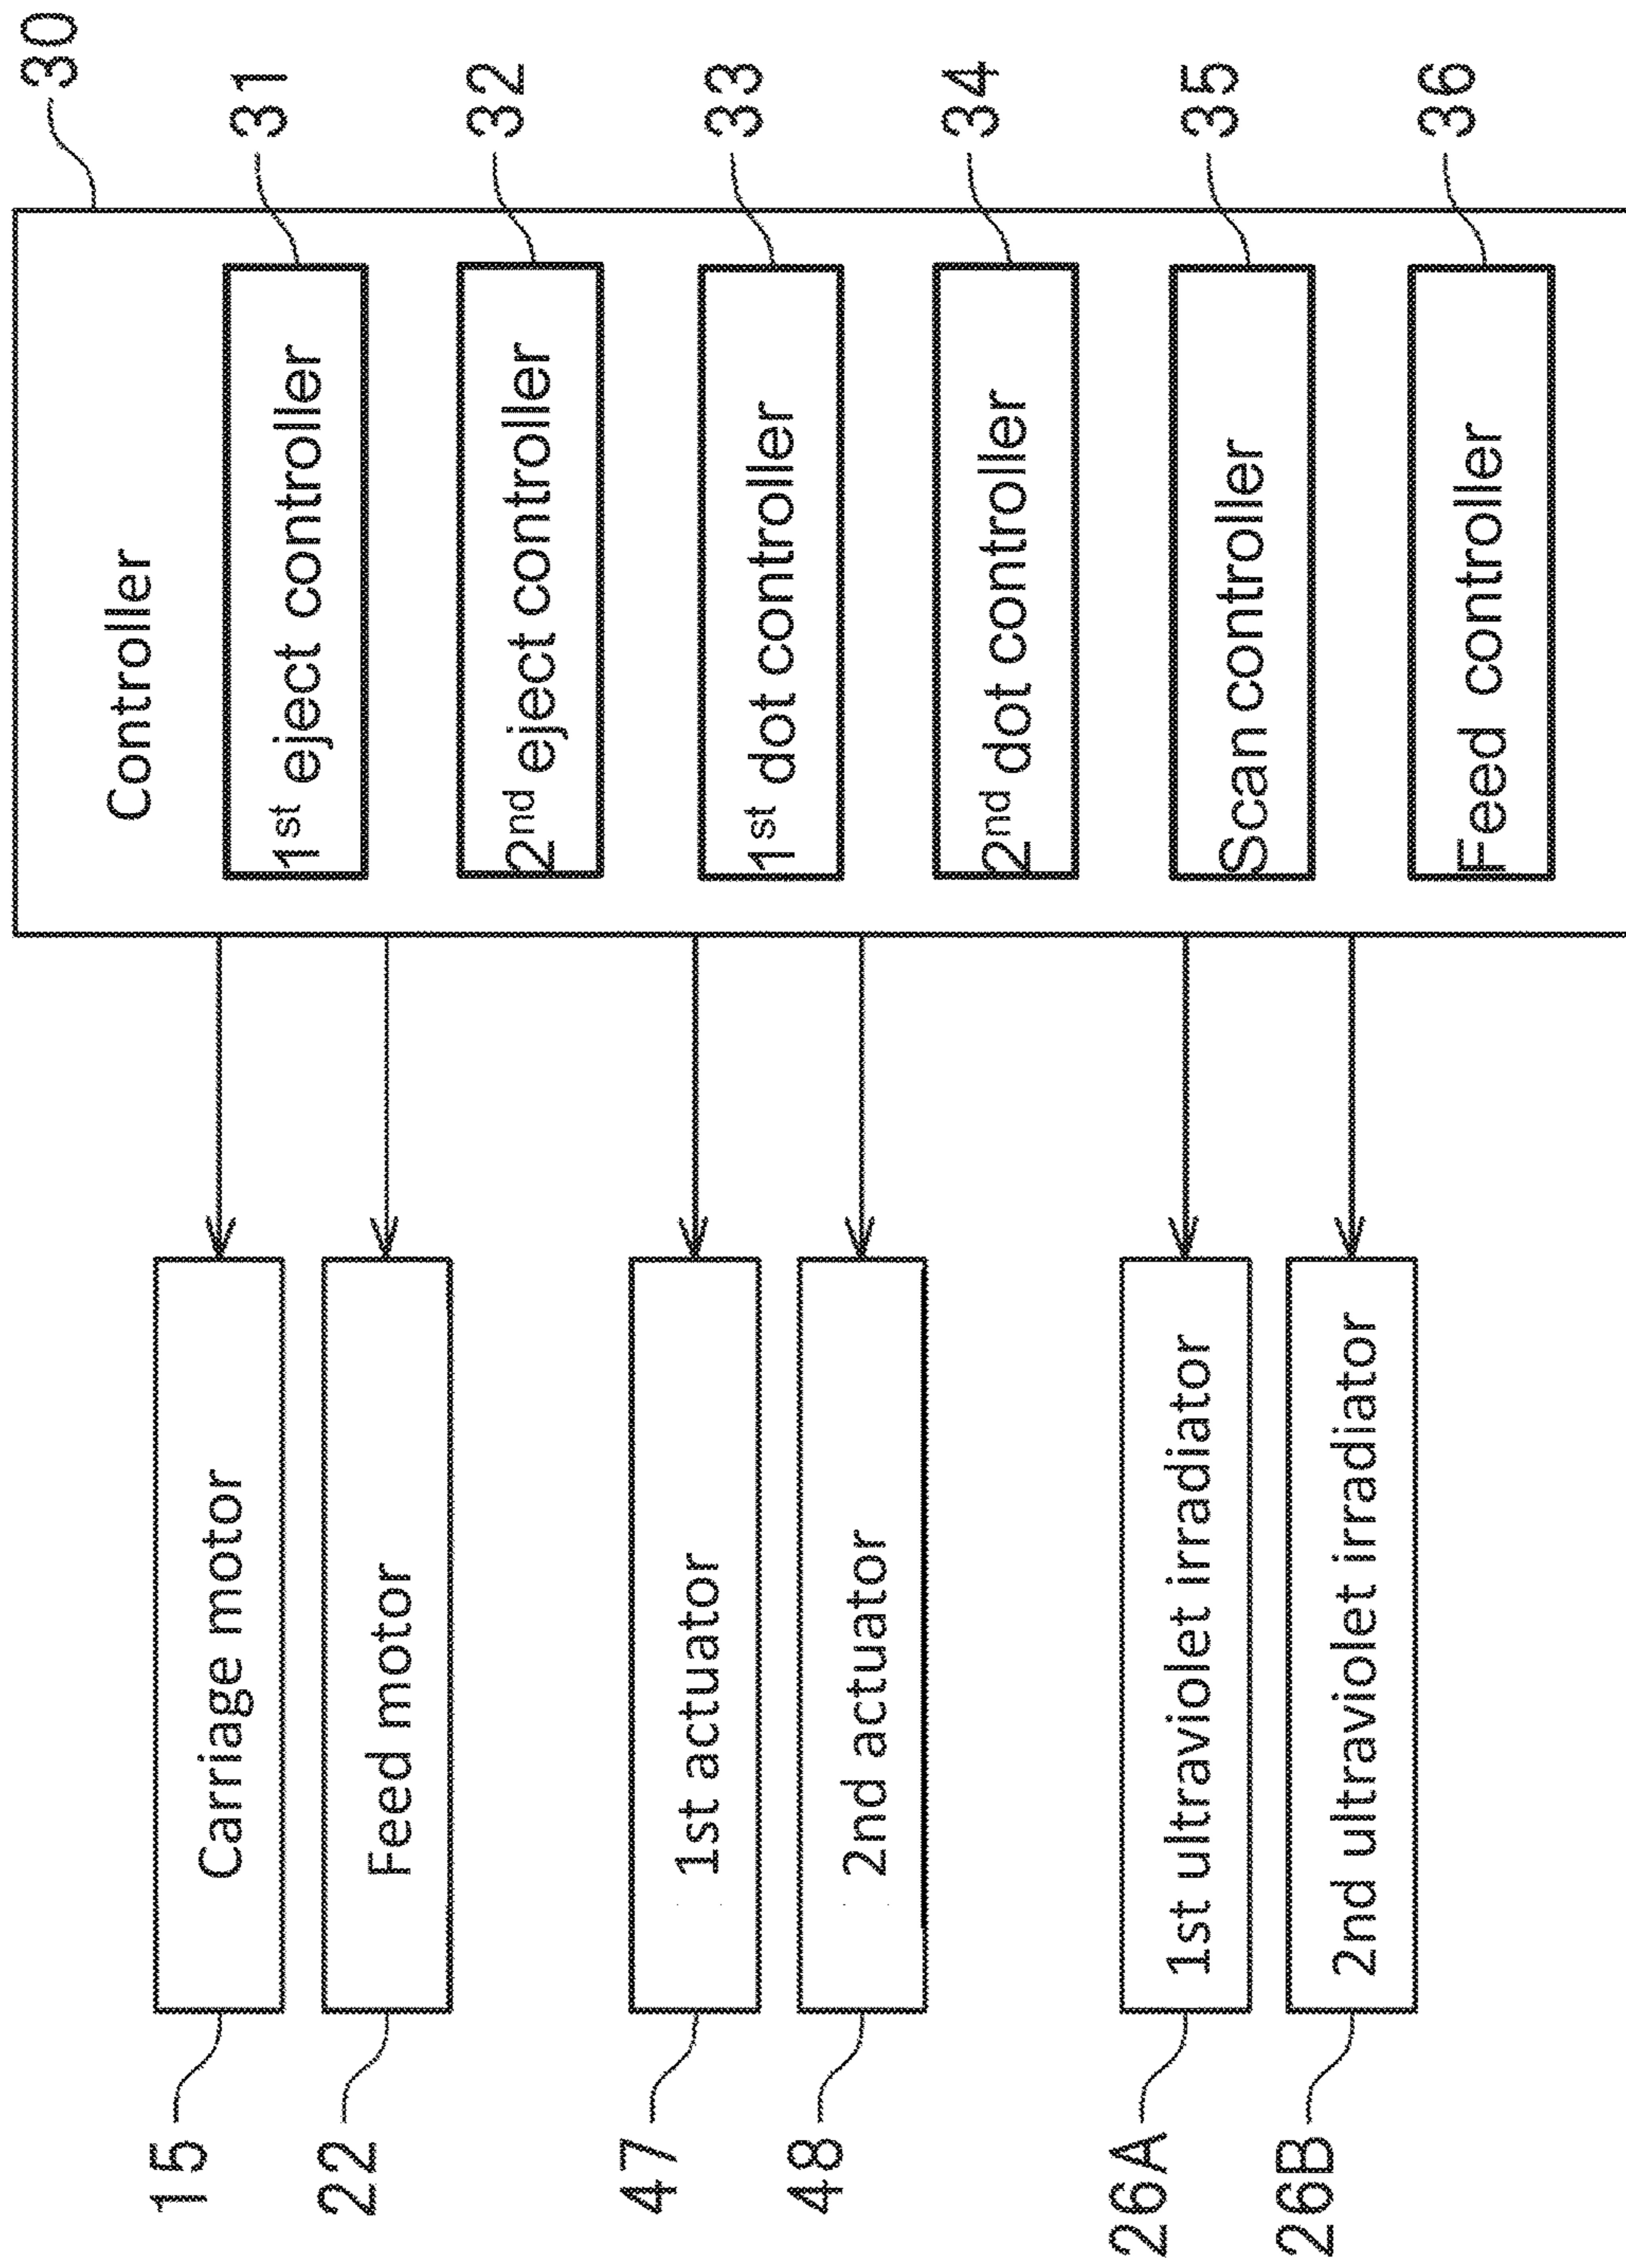 30
Controller
1st eject controller
31
2nd eject controller
32
1st dot controller
33
2nd dot controller
34
Scan controller
35
Feed controller
36
15
Carriage motor
22
Feed motor
47
1st actuator
48
2nd actuator
26A
1st ultraviolet irradiator
26B
2nd ultraviolet irradiator